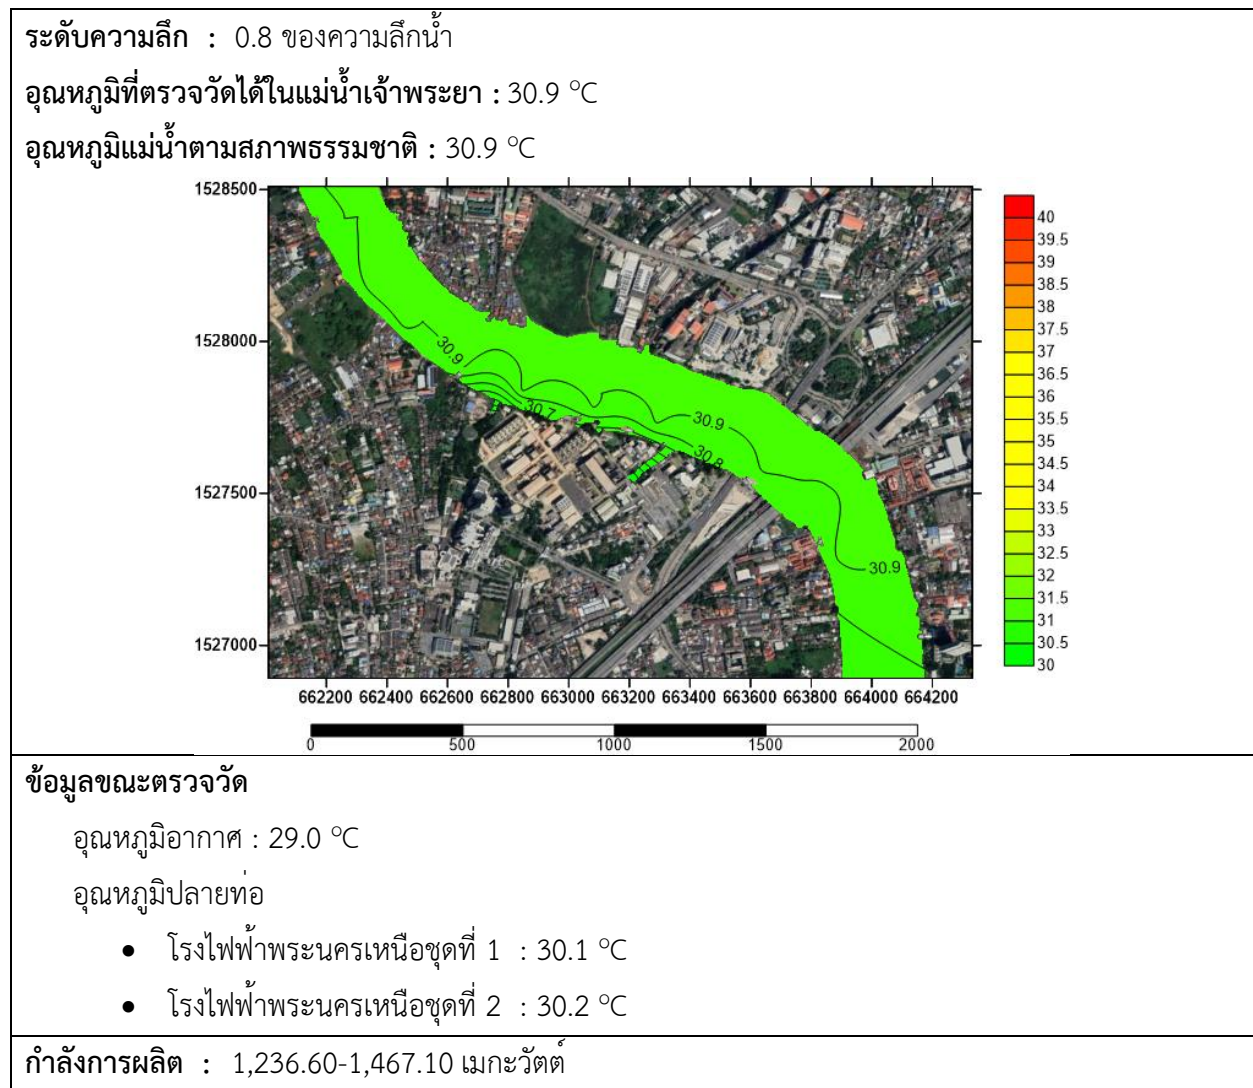 ระดับความลึก : 0.8 ของความลึกน้ำ
อุณหภูมิที่ตรวจวัดได้ในแม่น้ำเจ้าพระยา : 30.9 °C
อุณหภูมิแม่น้ำตามสภาพธรรมชาติ : 30.9 °C
1528500
1528000
1527500
1527000
30.9
30.7
30.9
30.8
30.9
662200 662400 662600 662800 663000 663200 663400 663600 663800 664000 664200
0 500 1000 1500 2000
40
39.5
39
38.5
38
37.5
37
36.5
36
35.5
35
34.5
34
33.5
33
32.5
32
31.5
31
30.5
30
ข้อมูลขณะตรวจวัด
อุณหภูมิอากาศ : 29.0 °C
อุณหภูมิปลายท่อ
• โรงไฟฟ้าพระนครเหนือชุดที่ 1 : 30.1 °C
• โรงไฟฟ้าพระนครเหนือชุดที่ 2 : 30.2 °C
กำลังการผลิต : 1,236.60-1,467.10 เมกะวัตต์